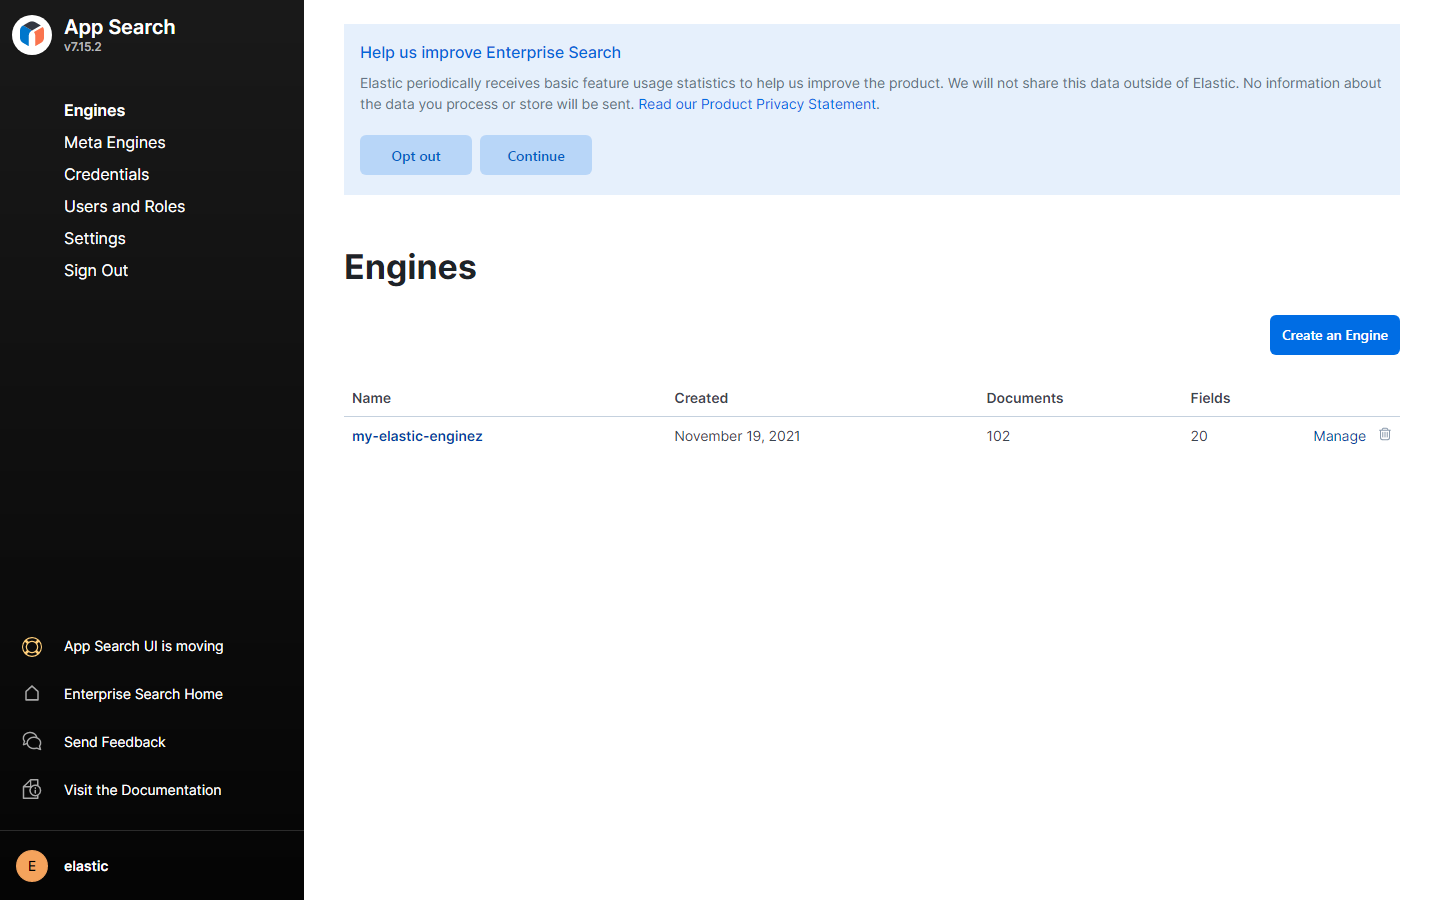 App Search
v7.15.2
Engines
Meta Engines
Credentials
Users and Roles
Settings
Sign Out
App Search UI is moving
Enterprise Search Home
Send Feedback
Visit the Documentation
E
elastic
Help us improve Enterprise Search
Elastic periodically receives basic feature usage statistics to help us improve the product. We will not share this data outside of Elastic. No information about
the data you process or store will be sent. Read our Product Privacy Statement.
Opt out
Continue
Engines
Create an Engine
Name Created Documents Fields
my-elastic-enginez November 19, 2021 102 20 Manage